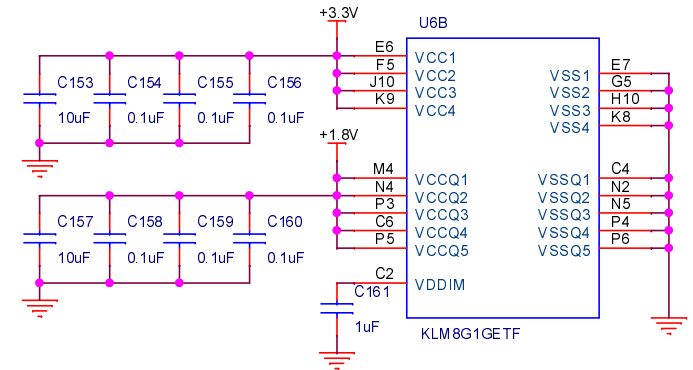 +3.3V
U6B
E6 VCC1
F5 VCC2 VSS1 E7
J10 VCC3 VSS2 G5
K9 VCC4 VSS3 H10
VSS4 K8
C153 C154 C155 C156
10uF 0.1uF 0.1uF 0.1uF
+1.8V
M4 VCCQ1 VSSQ1 C4
N4 VCCQ2 VSSQ2 N2
P3 VCCQ3 VSSQ3 N5
C6 VCCQ4 VSSQ4 P4
P5 VCCQ5 VSSQ5 P6
C157 C158 C159 C160
10uF 0.1uF 0.1uF 0.1uF
C2 VDDIM
C161
1uF
KLM8G1GETF